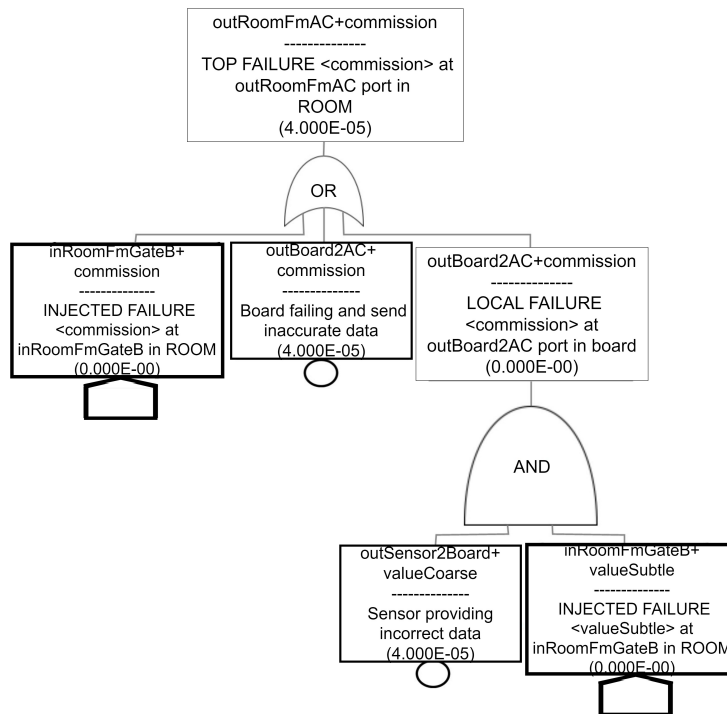 outRoomFmAC+commission
--------------
TOP FAILURE <commission> at
outRoomFmAC port in
ROOM
(4.000E-05)
OR
inRoomFmGateB+
commission
--------------
INJECTED FAILURE
<commission> at
inRoomFmGateB in ROOM
(0.000E-00)
outBoard2AC+
commission
--------------
Board failing and send
inaccurate data
(4.000E-05)
outBoard2AC+commission
--------------
LOCAL FAILURE
<commission> at
outBoard2AC port in board
(0.000E-00)
AND
outSensor2Board+
valueCoarse
--------------
Sensor providing
incorrect data
(4.000E-05)
inRoomFmGateB+
valueSubtle
--------------
INJECTED FAILURE
<valueSubtle> at
inRoomFmGateB in ROOM
(0.000E-00)